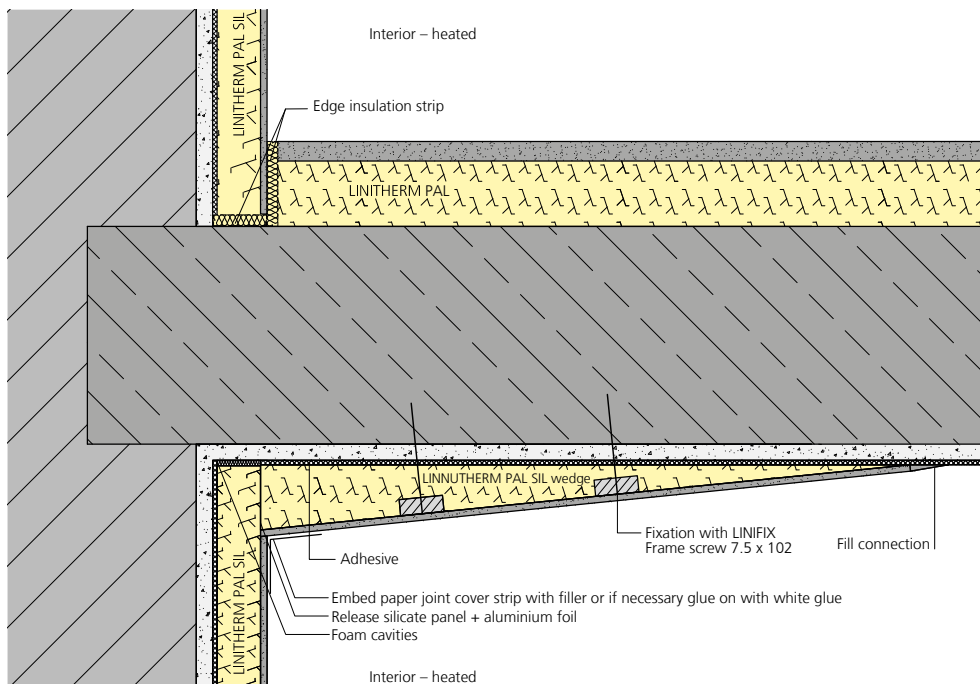 Interior – heated
LINITHERM PAL SIL
Edge insulation strip
LINITHERM PAL
LINNUTHERM PAL SIL wedge
Fixation with LINIFIX
Frame screw 7.5 x 102
Fill connection
Adhesive
LINITHERM PAL SIL
Embed paper joint cover strip with filler or if necessary glue on with white glue
Release silicate panel + aluminium foil
Foam cavities
Interior – heated